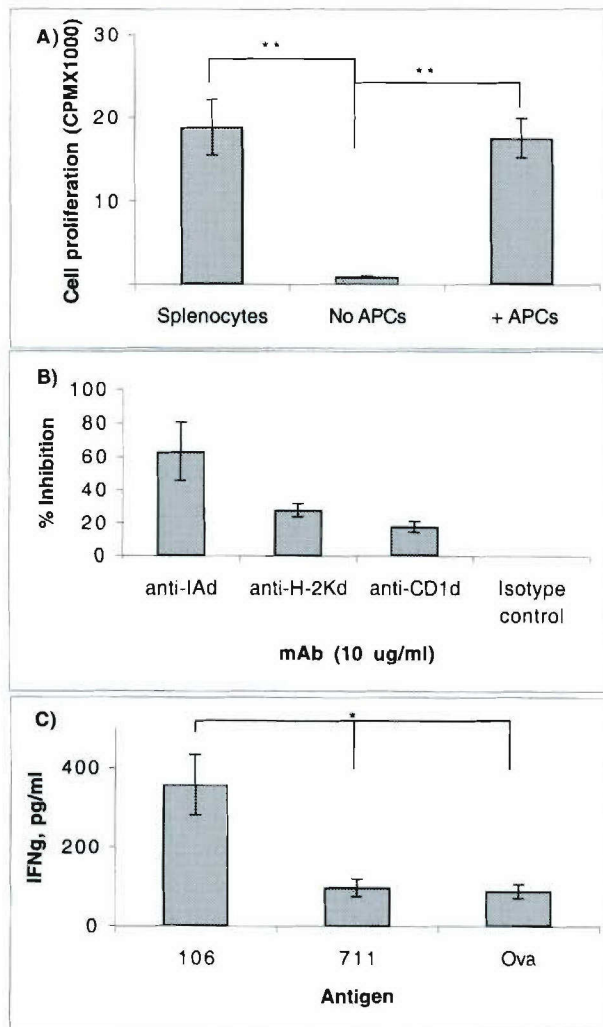 A)
Cell proliferation (CPMX1000)
30
20
10
**
**
Splenocytes
No APCs
+ APCs
B)
% Inhibition
100
80
60
40
20
0
anti-IAd
anti-H-2Kd
anti-CD1d
Isotype
control
mAb (10 ug/ml)
C)
IFNg, pg/ml
400
200
0
*
106
711
Ova
Antigen